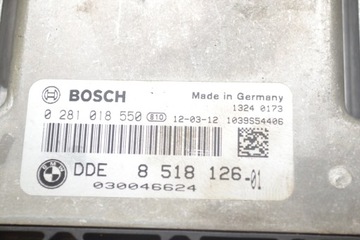 BOSCH
Made in Germany
1324 0173
0 281 018 550 E1D 12-03-12 1039S54406
DDE 8 518 126-01
030046624